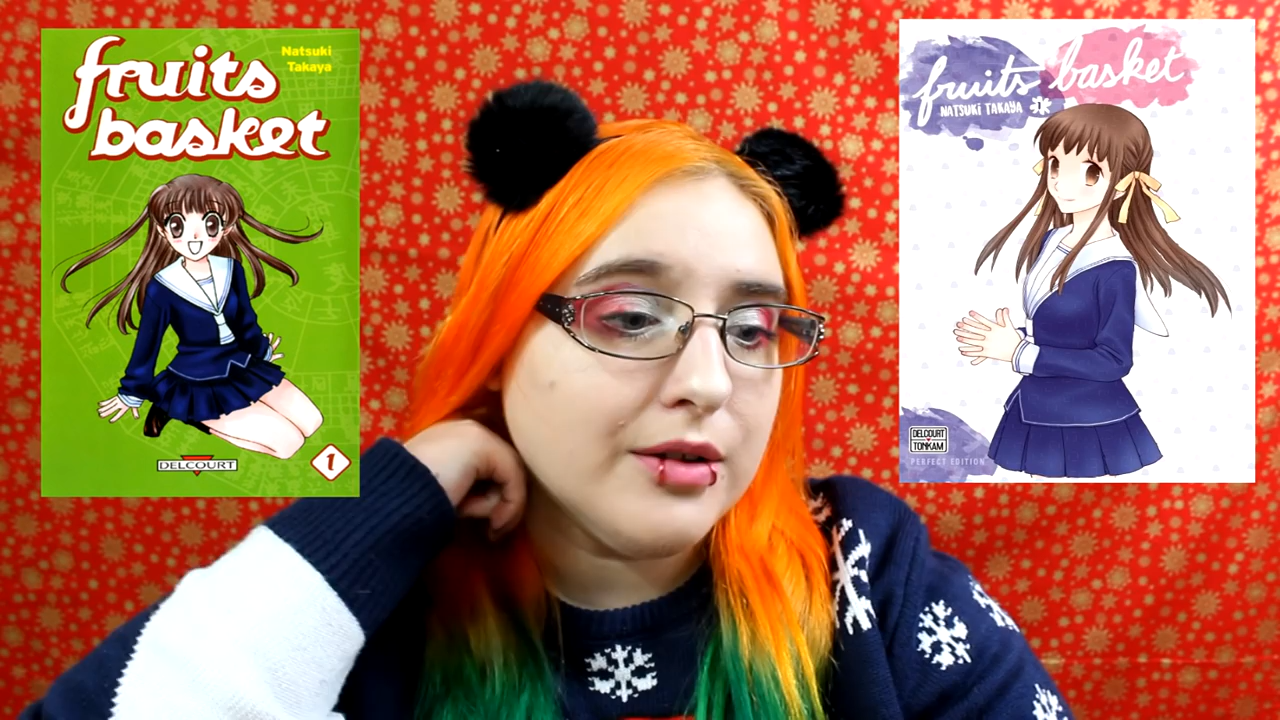 fruits
basket
Natsuki
Takaya
DELCOURT
1
fruits basket
NATSUKI TAKAYA 1
DELCOURT
TONKAM
PERFECT EDITION